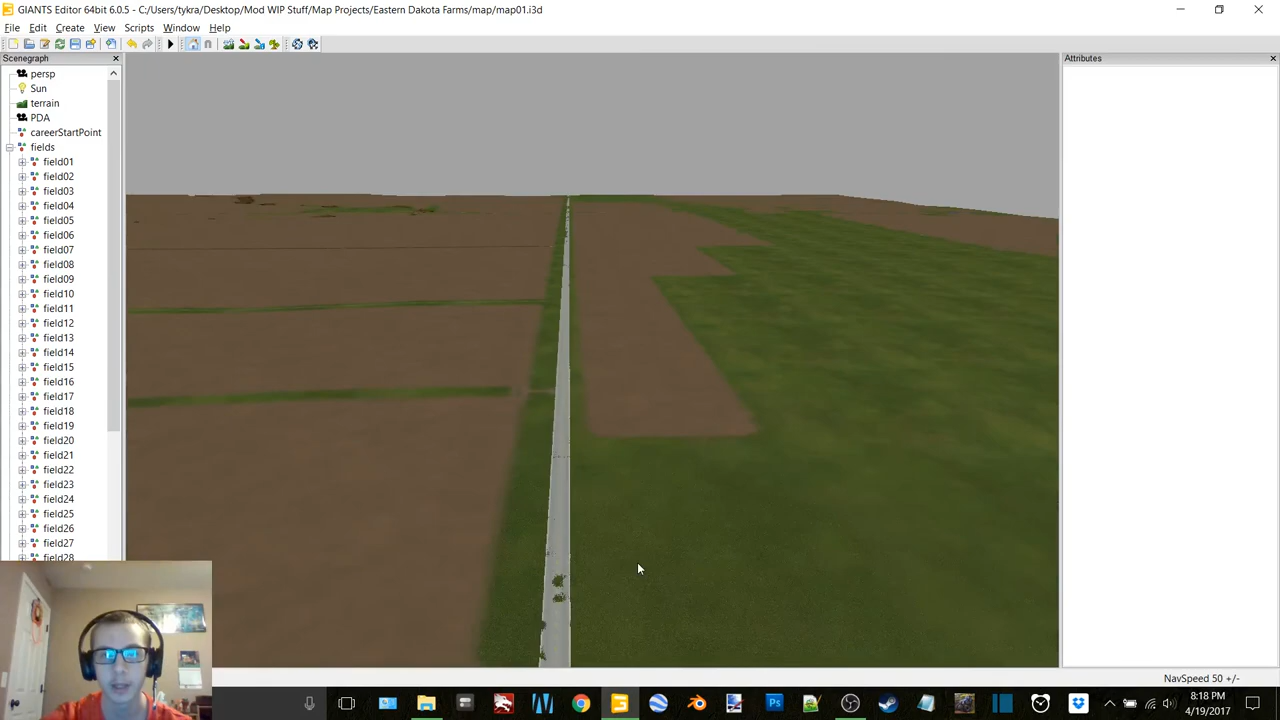 GIANTS Editor 64bit 6.0.5 - C:/Users/tykra/Desktop/Mod WIP Stuff/Map Projects/Eastern Dakota Farms/map/map01.i3d
File Edit Create View Scripts Window Help
Scenegraph
Attributes
persp
Sun
terrain
PDA
careerStartPoint
fields
field01
field02
field03
field04
field05
field06
field07
field08
field09
field10
field11
field12
field13
field14
field15
field16
field17
field18
field19
field20
field21
field22
field23
field24
field25
field26
field27
field28
NavSpeed 50 +/-
8:18 PM
4/19/2017